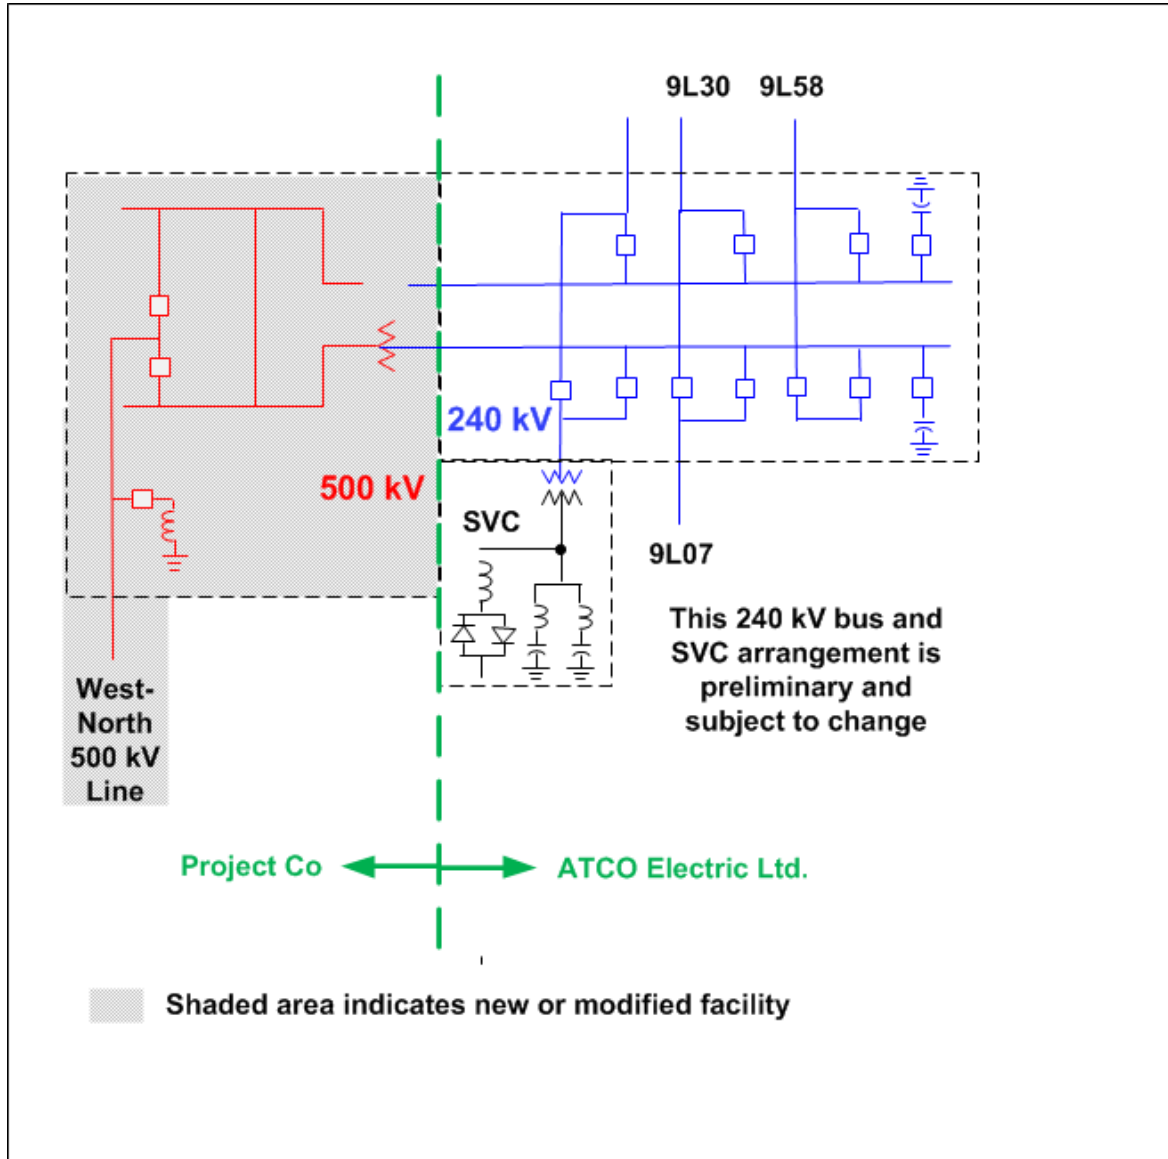 9L30 9L58
240 kV
500 kV
SVC
9L07
This 240 kV bus and
SVC arrangement is
preliminary and
subject to change
West-
North
500 kV
Line
Project Co
ATCO Electric Ltd.
Shaded area indicates new or modified facility